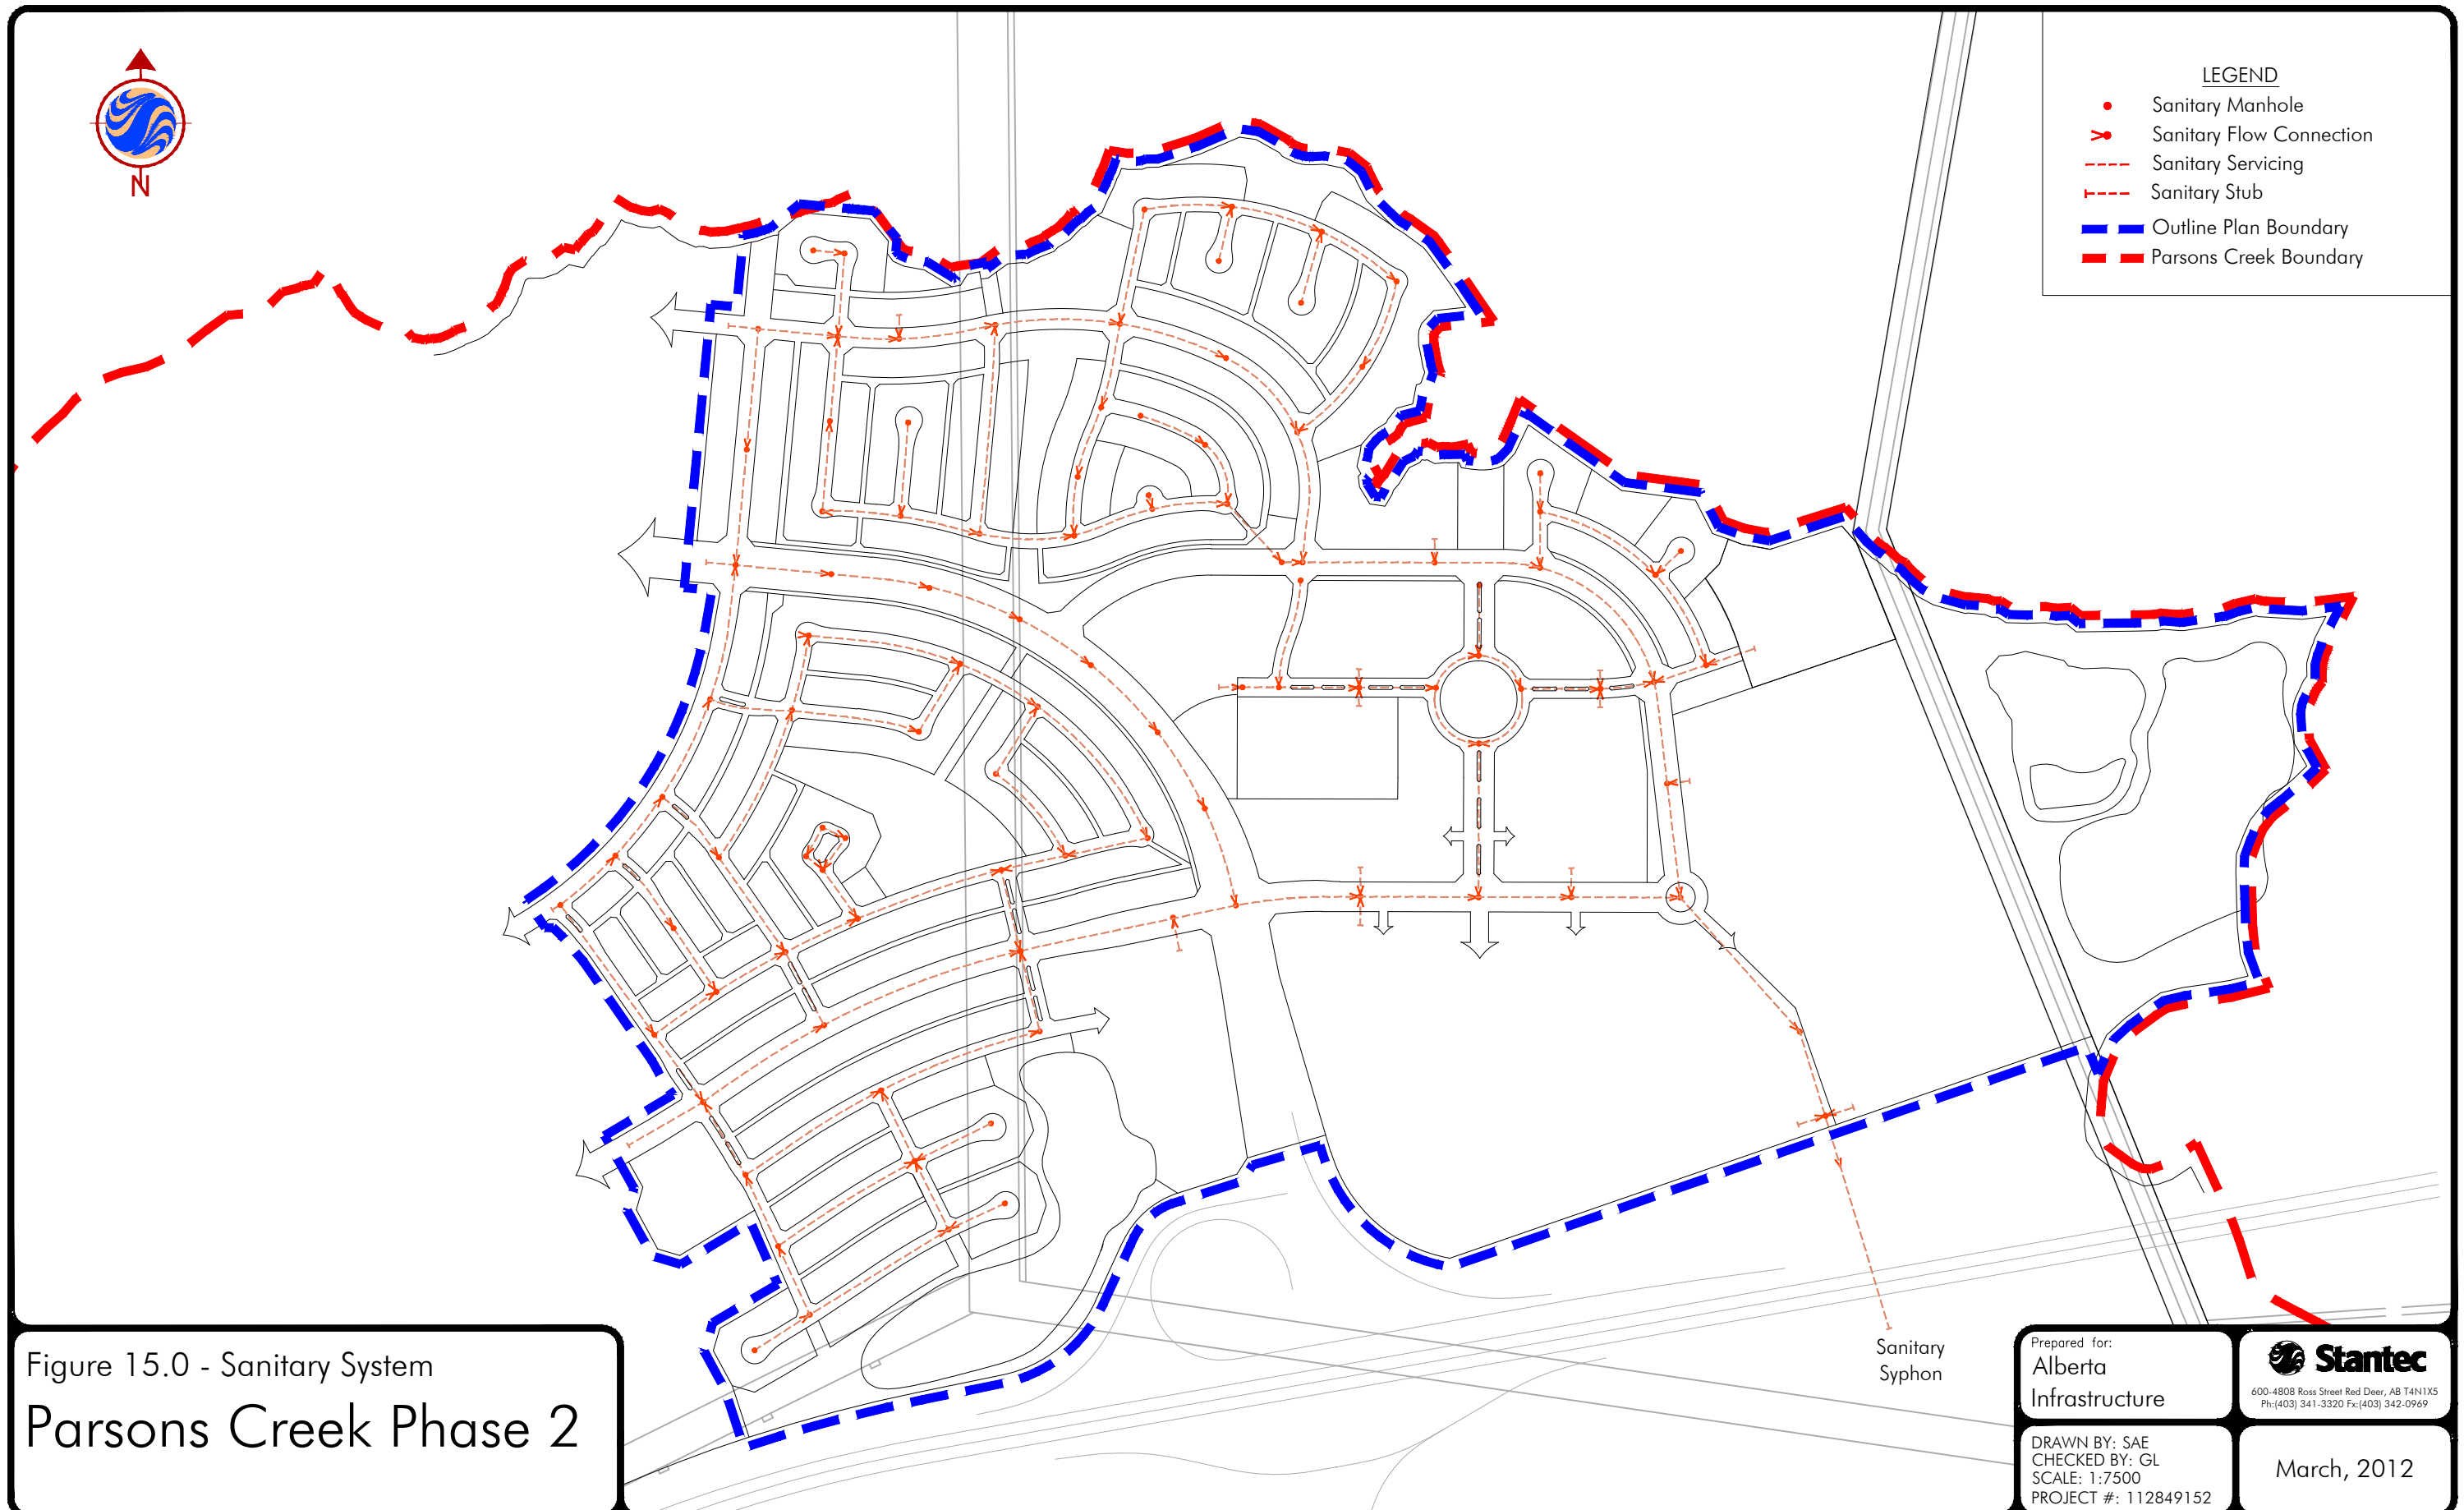 N
LEGEND
Sanitary Manhole
Sanitary Flow Connection
Sanitary Servicing
Sanitary Stub
Outline Plan Boundary
Parsons Creek Boundary
Sanitary
Syphon
Figure 15.0 - Sanitary System
Parsons Creek Phase 2
Prepared for:
Alberta
Infrastructure
Stantec
600-4808 Ross Street Red Deer, AB T4N1X5
Ph:(403) 341-3320 Fx:(403) 342-0969
DRAWN BY: SAE
CHECKED BY: GL
SCALE: 1:7500
PROJECT #: 112849152
March, 2012